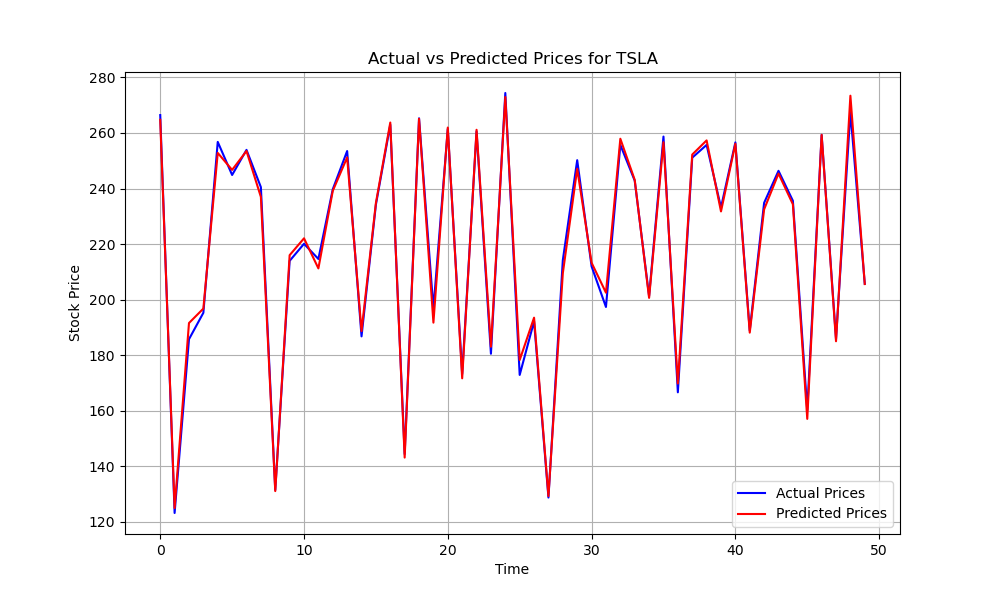 Actual vs Predicted Prices for TSLA
280
260
240
220
200
180
160
140
120
Stock Price
0 10 20 30 40 50
Time
Actual Prices
Predicted Prices